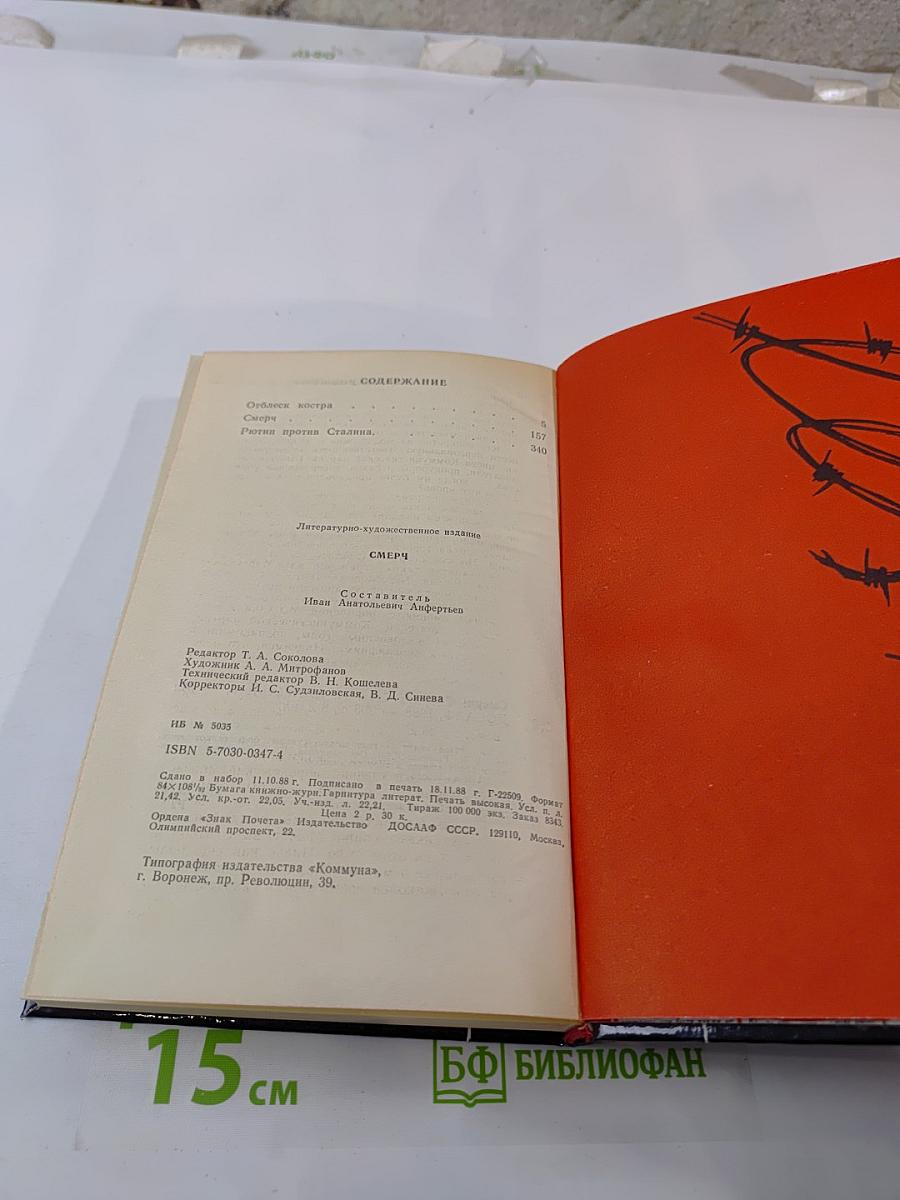 СОДЕРЖАНИЕ
Отблеск костра . . . . . . . . . . 5
Смерч . . . . . . . . . . . . . 157
Рютин против Сталина. . . . . . . . 340
Литературно-художественное издание
СМЕРЧ
Составитель
Иван Анатольевич Анфертьев
Редактор Т. А. Соколова
Художник А. А. Митрофанов
Технический редактор В. Н. Кошелева
Корректоры И. С. Судзиловская, В. Д. Синева
ИБ № 5035
ISBN 5-7030-0347-4
Сдано в набор 11.10.88 г. Подписано в печать 18.11.88 г. Г-22509. Формат
84×108¹/₃₂ Бумага книжно-журн. Гарнитура литерат. Печать высокая. Усл. п. л.
21,42. Усл. кр.-от. 22,05. Уч.-изд. л. 22,21. Тираж 100 000 экз. Заказ 8343.
Цена 2 р. 30 к.
Ордена «Знак Почета» Издательство ДОСААФ СССР. 129110, Москва,
Олимпийский проспект, 22.
Типография издательства «Коммуна»,
г. Воронеж, пр. Революции, 39.
15 см
БФ БИБЛИОФАН